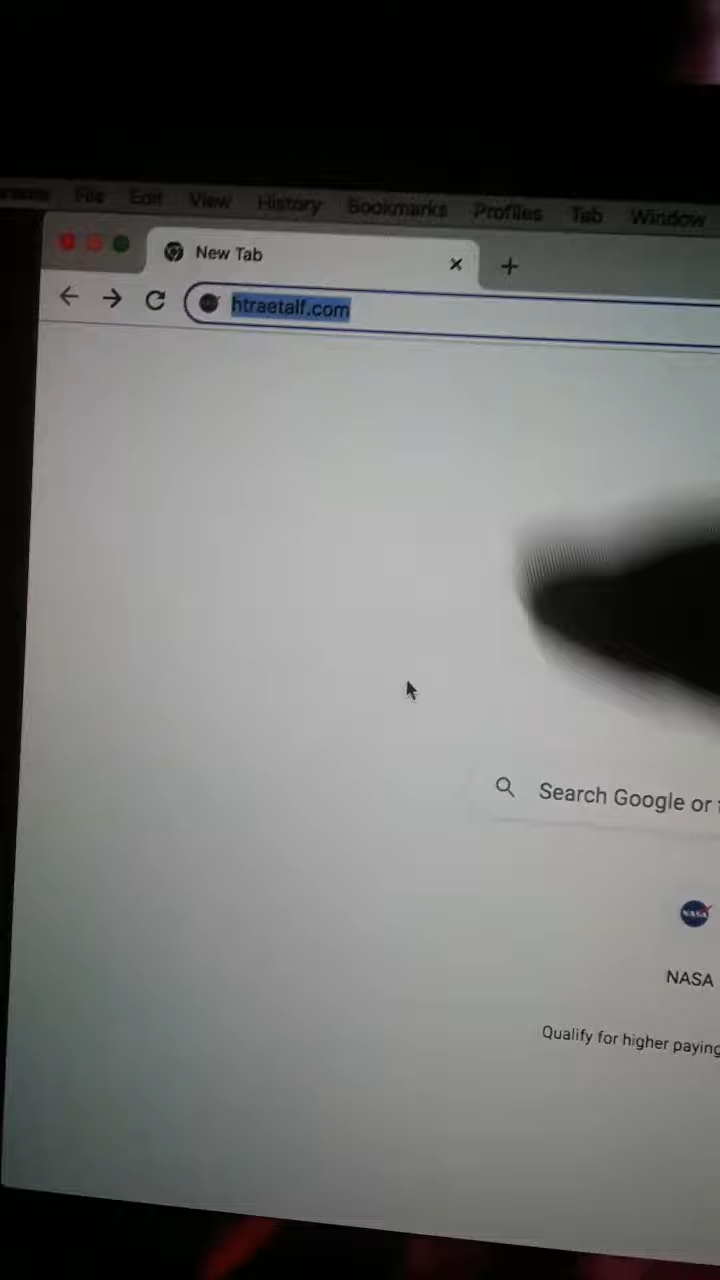 File Edit View History Bookmarks Profiles Tab Window
New Tab
htraetalf.com
Search Google or
NASA
NASA
Qualify for higher paying